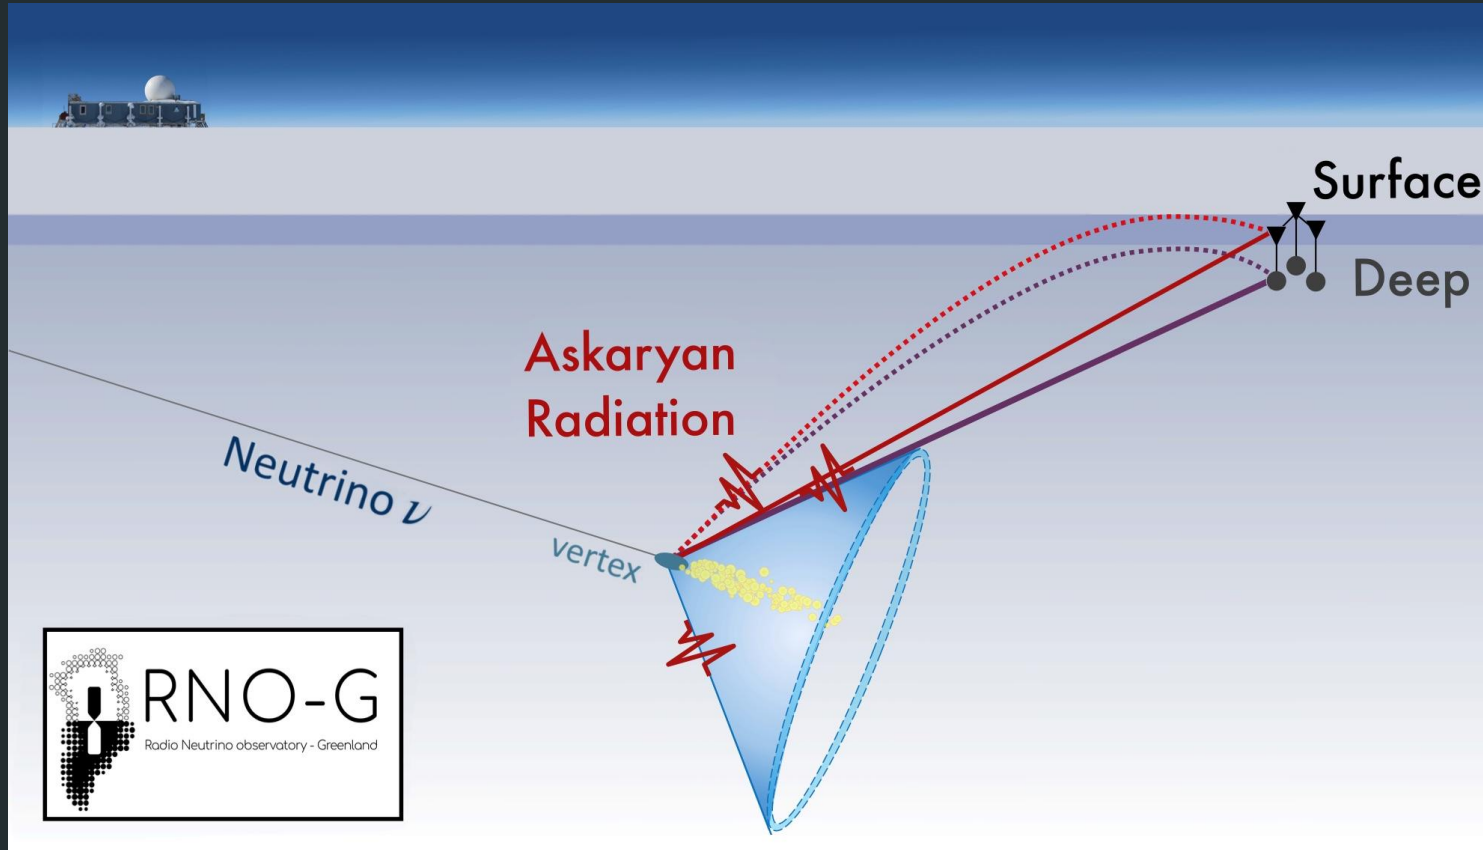 Surface
Deep
Askaryan
Radiation
Neutrino ν
vertex
RNO-G
Radio Neutrino observatory - Greenland